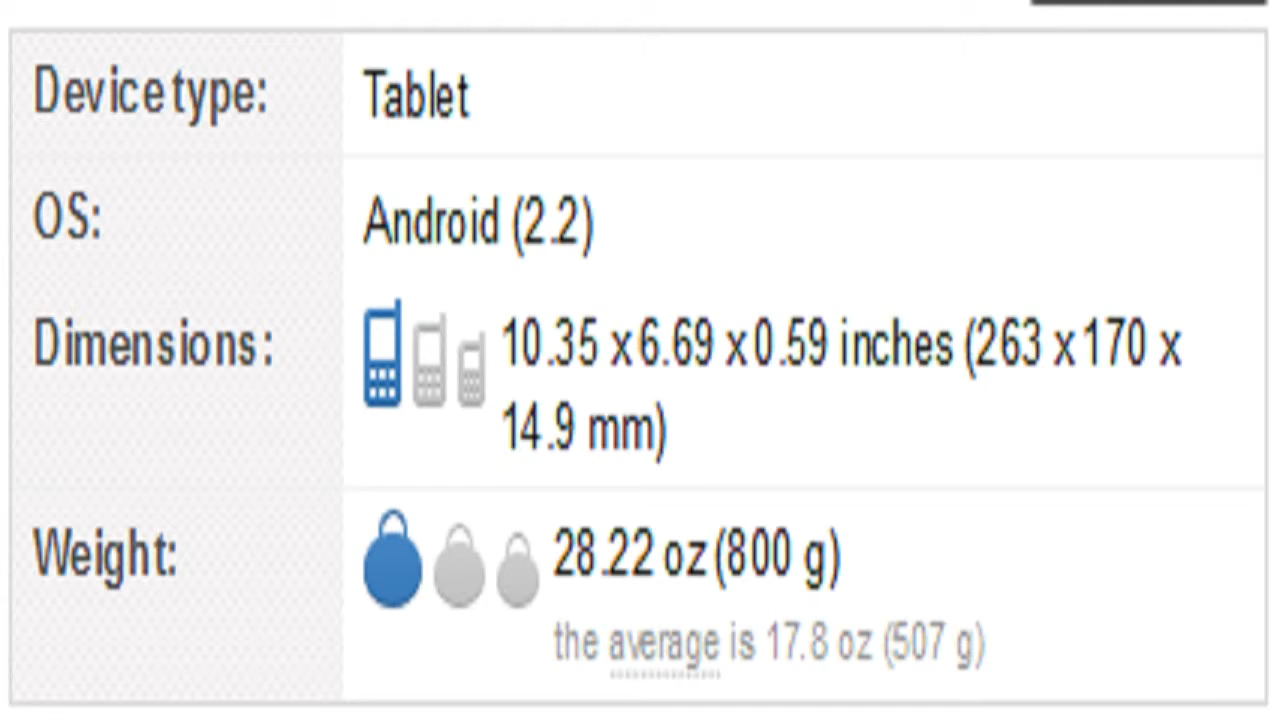 Device type: Tablet
OS: Android (2.2)
Dimensions: 10.35 x 6.69 x 0.59 inches (263 x 170 x
14.9 mm)
Weight: 28.22 oz (800 g)
the average is 17.8 oz (507 g)